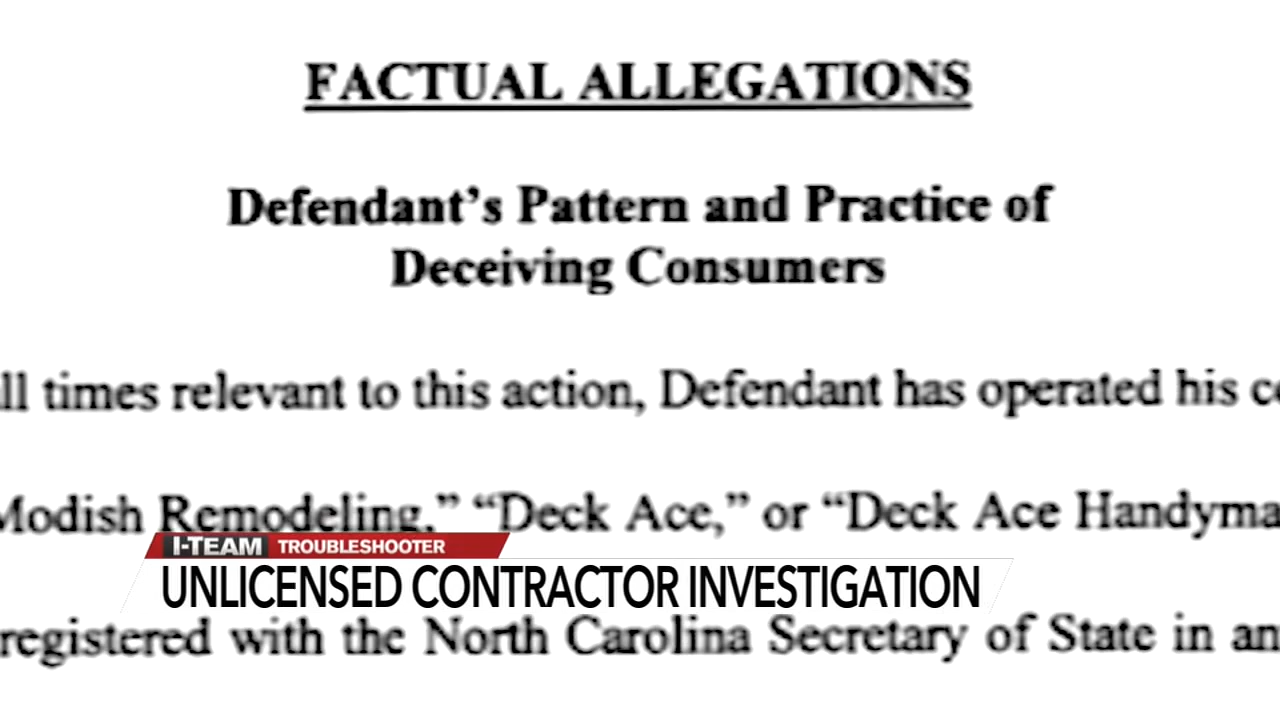 FACTUAL ALLEGATIONS
Defendant's Pattern and Practice of
Deceiving Consumers
ll times relevant to this action, Defendant has operated his c
Modish Remodeling," "Deck Ace," or "Deck Ace Handyma
I-TEAM TROUBLESHOOTER
UNLICENSED CONTRACTOR INVESTIGATION
registered with the North Carolina Secretary of State in an